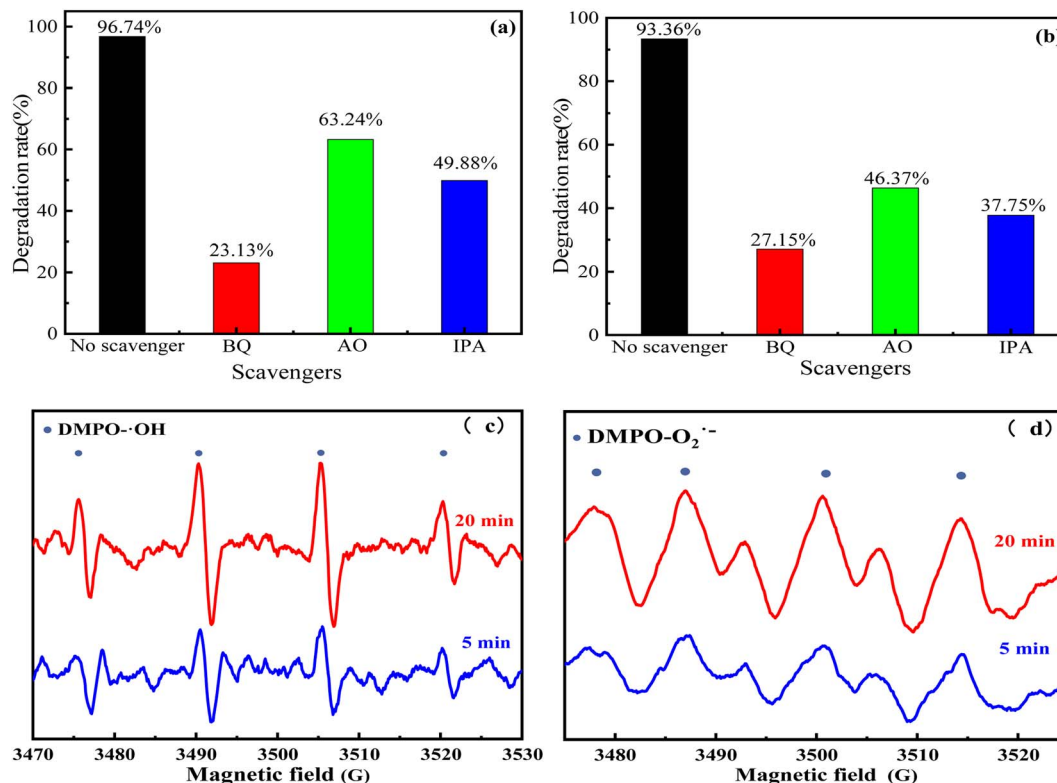 (a)
96.74%
63.24%
49.88%
23.13%
100
80
60
40
20
0
Degradation rate(%)
No scavenger BQ AO IPA
Scavengers
(b)
93.36%
46.37%
37.75%
27.15%
100
80
60
40
20
0
Degradation rate(%)
No scavenger BQ AO IPA
Scavengers
( c)
DMPO-·OH
20 min
5 min
3470 3480 3490 3500 3510 3520 3530
Magnetic field (G)
( d)
DMPO-O₂·-
20 min
5 min
3480 3490 3500 3510 3520
Magnetic field (G)